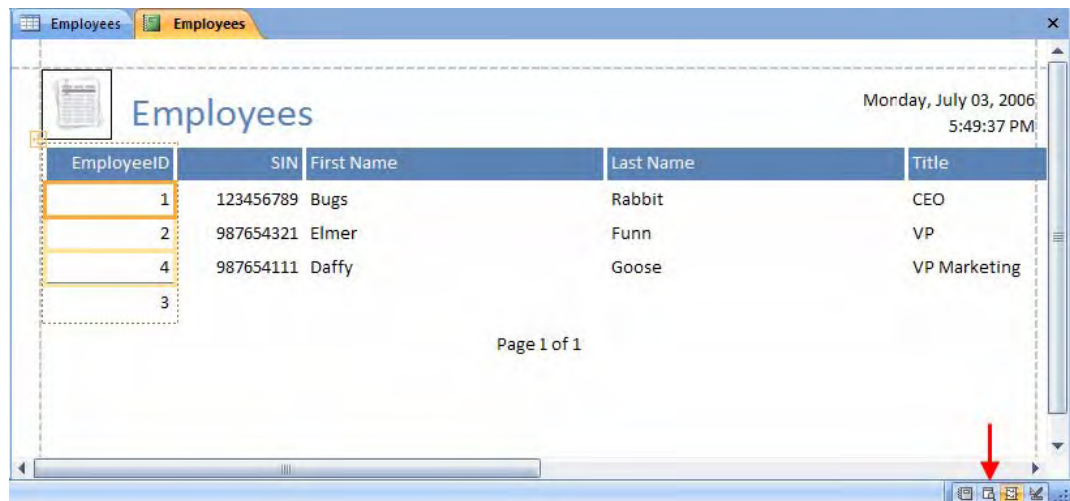 Employees Employees
Employees
Monday, July 03, 2006
5:49:37 PM
EmployeeID SIN First Name Last Name Title
1 123456789 Bugs Rabbit CEO
2 987654321 Elmer Funn VP
4 987654111 Daffy Goose VP Marketing
3
Page 1 of 1